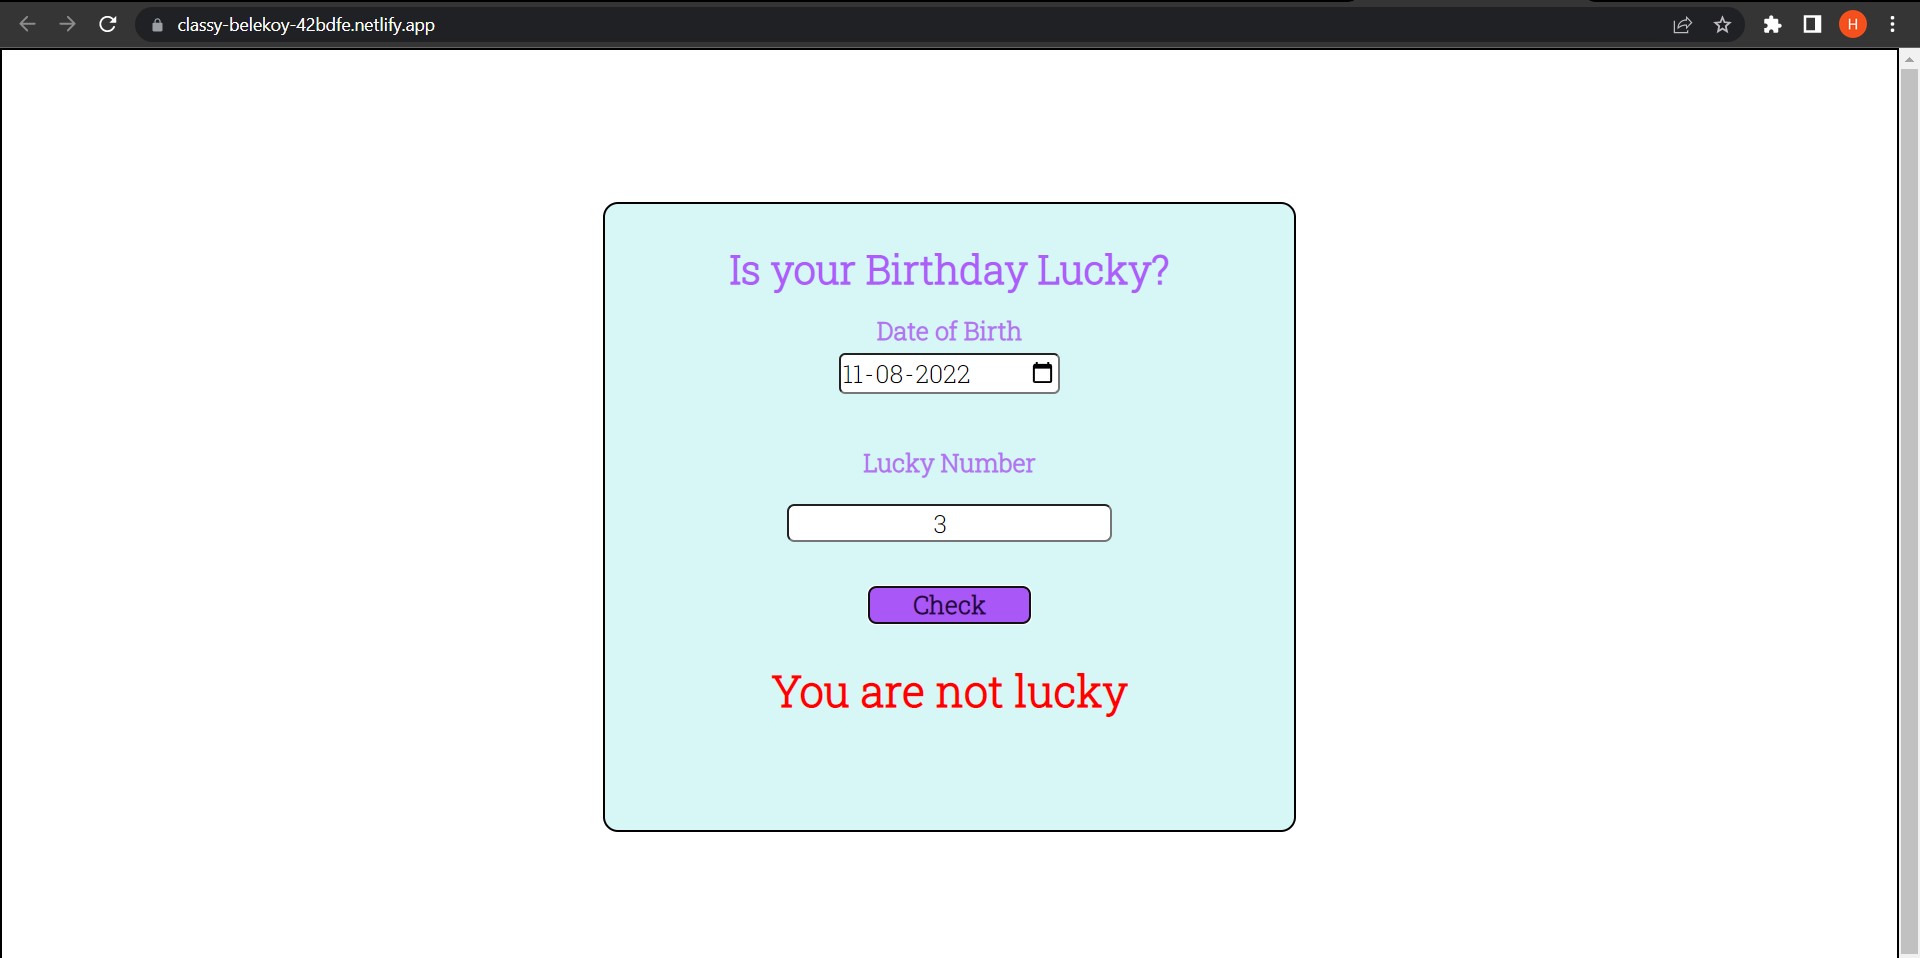 classy-belekoy-42bdfe.netlify.app
H
Is your Birthday Lucky?
Date of Birth
11-08-2022
Lucky Number
3
Check
You are not lucky